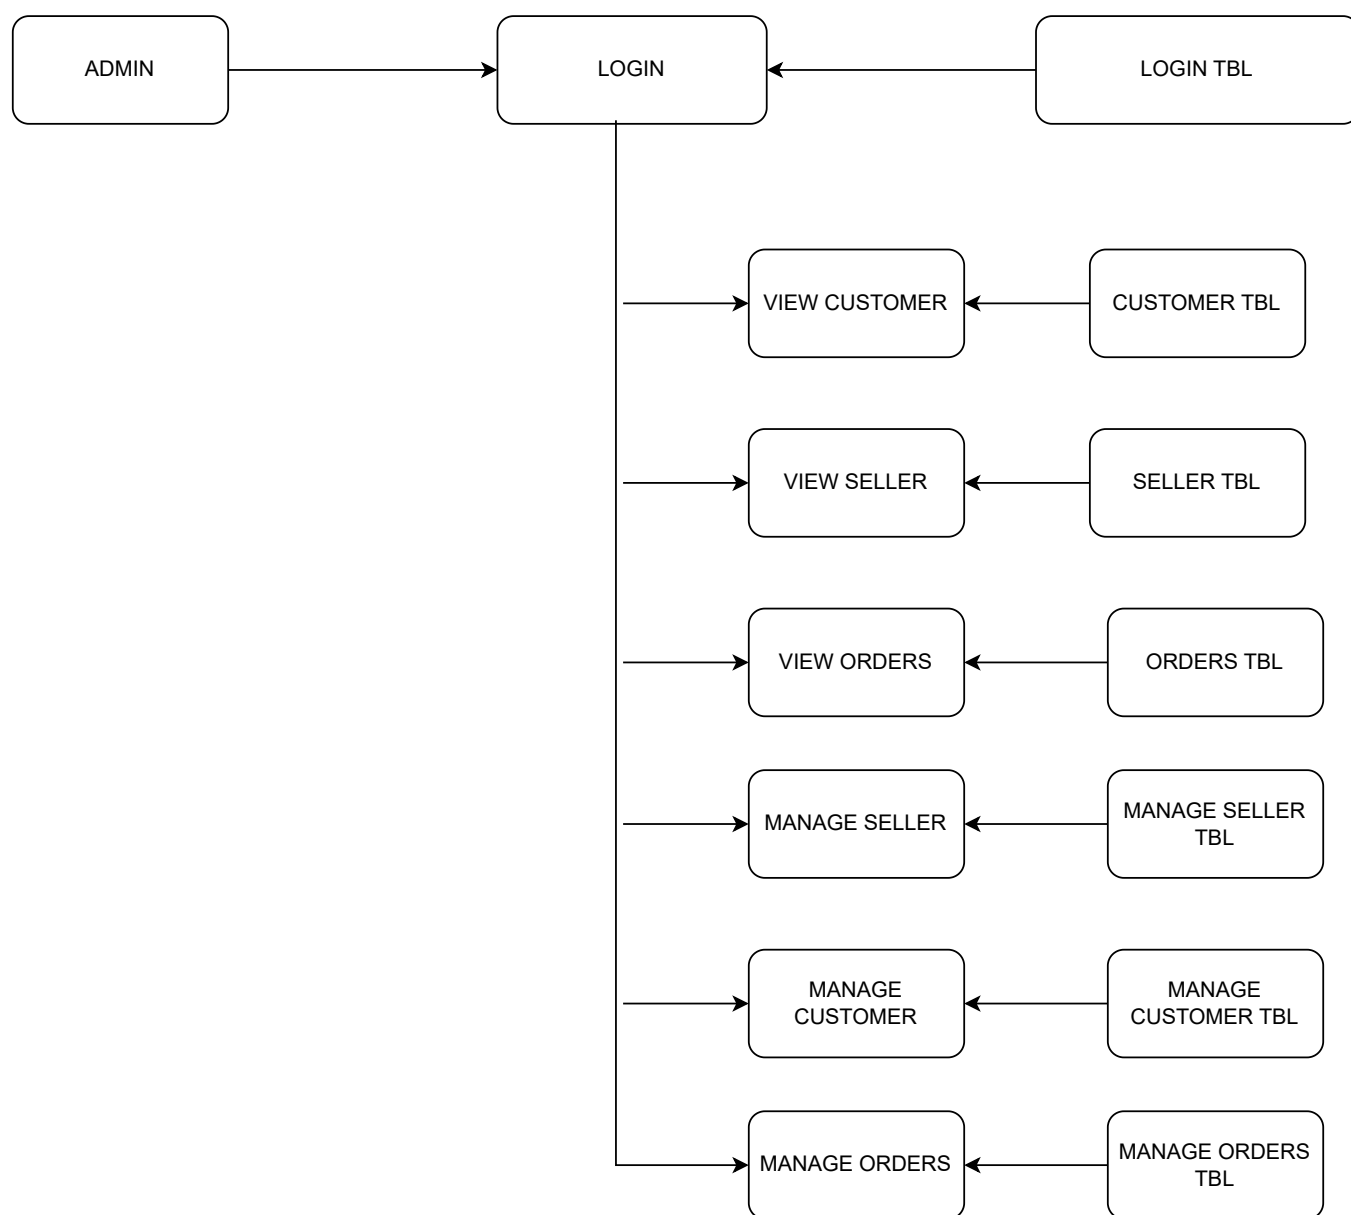 ADMIN
LOGIN
LOGIN TBL
VIEW CUSTOMER
CUSTOMER TBL
VIEW SELLER
SELLER TBL
VIEW ORDERS
ORDERS TBL
MANAGE SELLER
MANAGE SELLER
TBL
MANAGE
CUSTOMER
MANAGE
CUSTOMER TBL
MANAGE ORDERS
MANAGE ORDERS
TBL